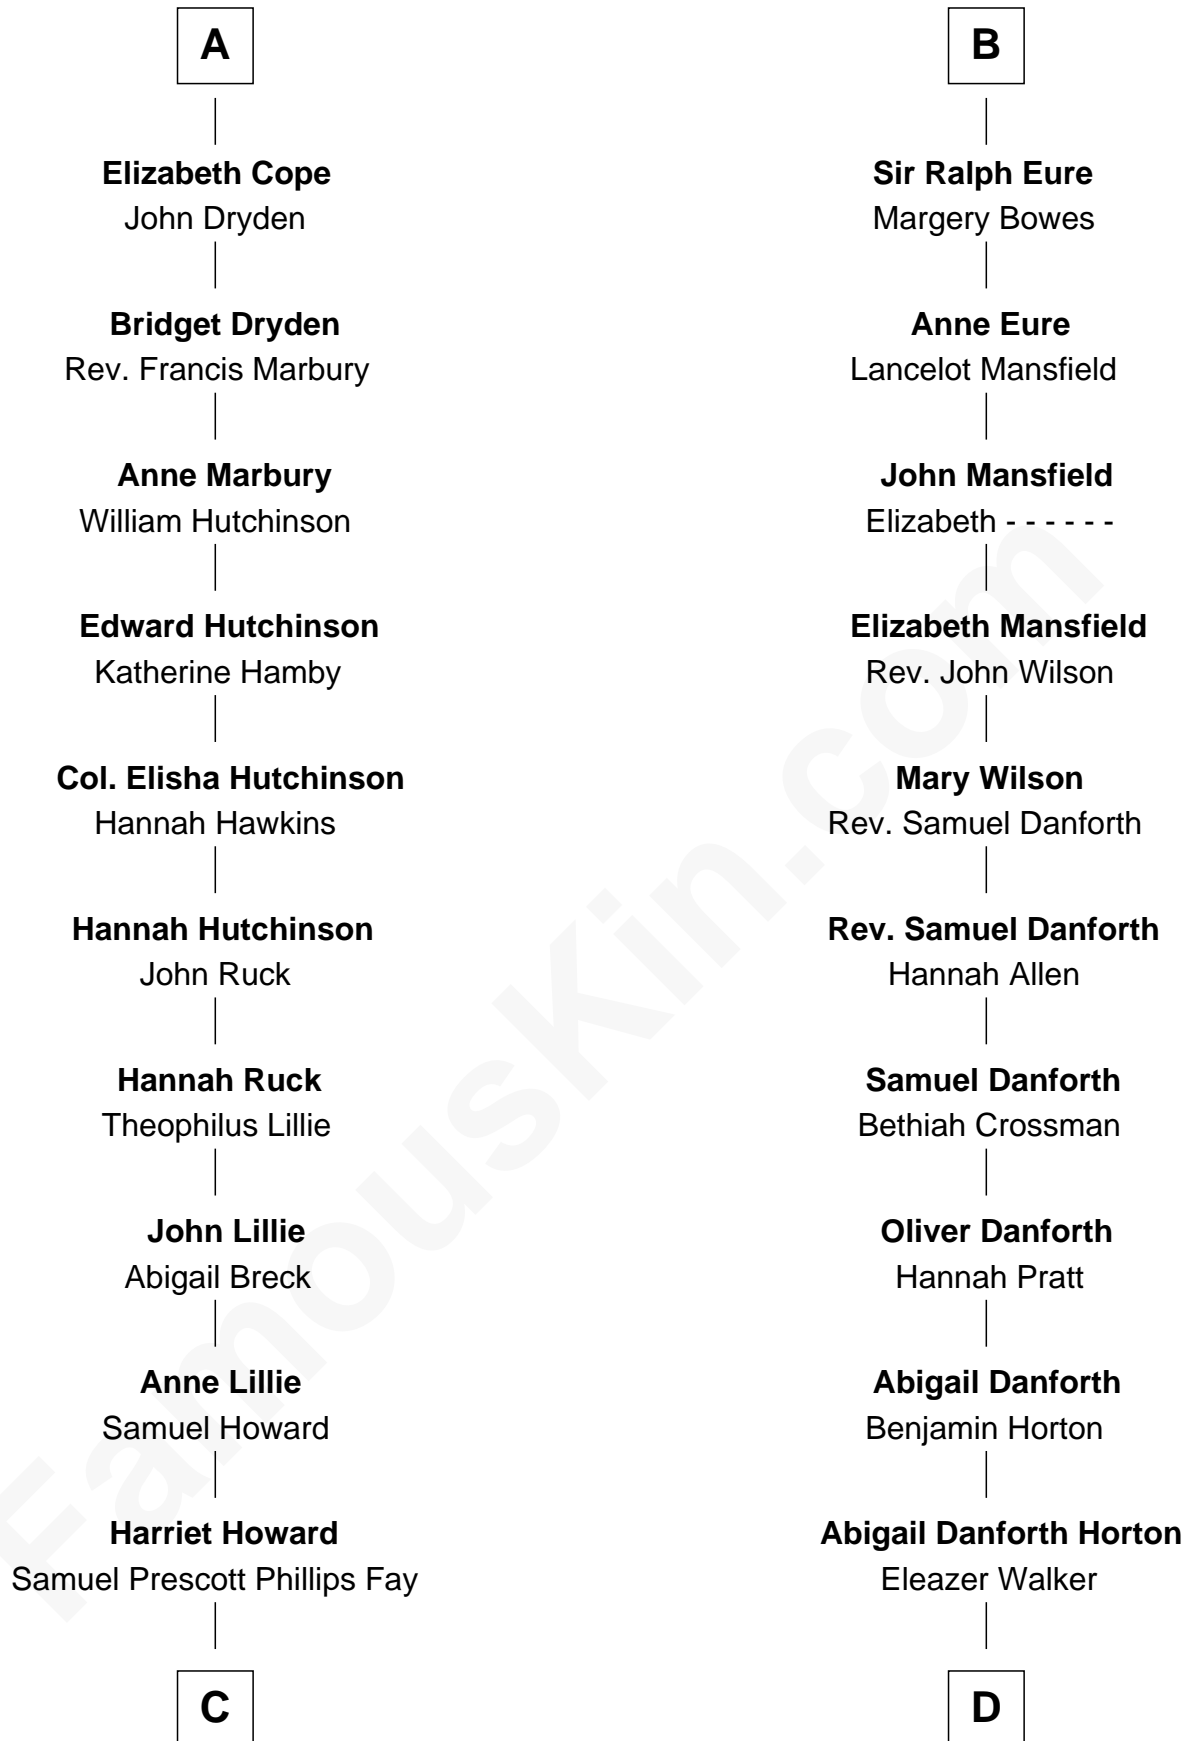 A
Elizabeth Cope
John Dryden
Bridget Dryden
Rev. Francis Marbury
Anne Marbury
William Hutchinson
Edward Hutchinson
Katherine Hamby
Col. Elisha Hutchinson
Hannah Hawkins
Hannah Hutchinson
John Ruck
Hannah Ruck
Theophilus Lillie
John Lillie
Abigail Breck
Anne Lillie
Samuel Howard
Harriet Howard
Samuel Prescott Phillips Fay
C
B
Sir Ralph Eure
Margery Bowes
Anne Eure
Lancelot Mansfield
John Mansfield
Elizabeth - - - - - -
Elizabeth Mansfield
Rev. John Wilson
Mary Wilson
Rev. Samuel Danforth
Rev. Samuel Danforth
Hannah Allen
Samuel Danforth
Bethiah Crossman
Oliver Danforth
Hannah Pratt
Abigail Danforth
Benjamin Horton
Abigail Danforth Horton
Eleazer Walker
D
FamousKin.com